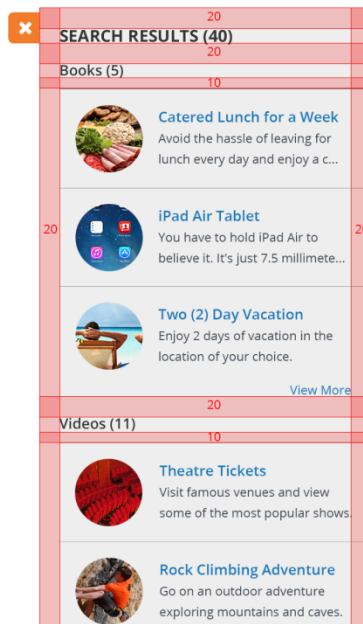 20
SEARCH RESULTS (40)
20
Books (5)
10
Catered Lunch for a Week
Avoid the hassle of leaving for
lunch every day and enjoy a c...
20
iPad Air Tablet
You have to hold iPad Air to
believe it. It's just 7.5 millimete...
Two (2) Day Vacation
Enjoy 2 days of vacation in the
location of your choice.
View More
20
Videos (11)
10
Theatre Tickets
Visit famous venues and view
some of the most popular shows.
Rock Climbing Adventure
Go on an outdoor adventure
exploring mountains and caves.